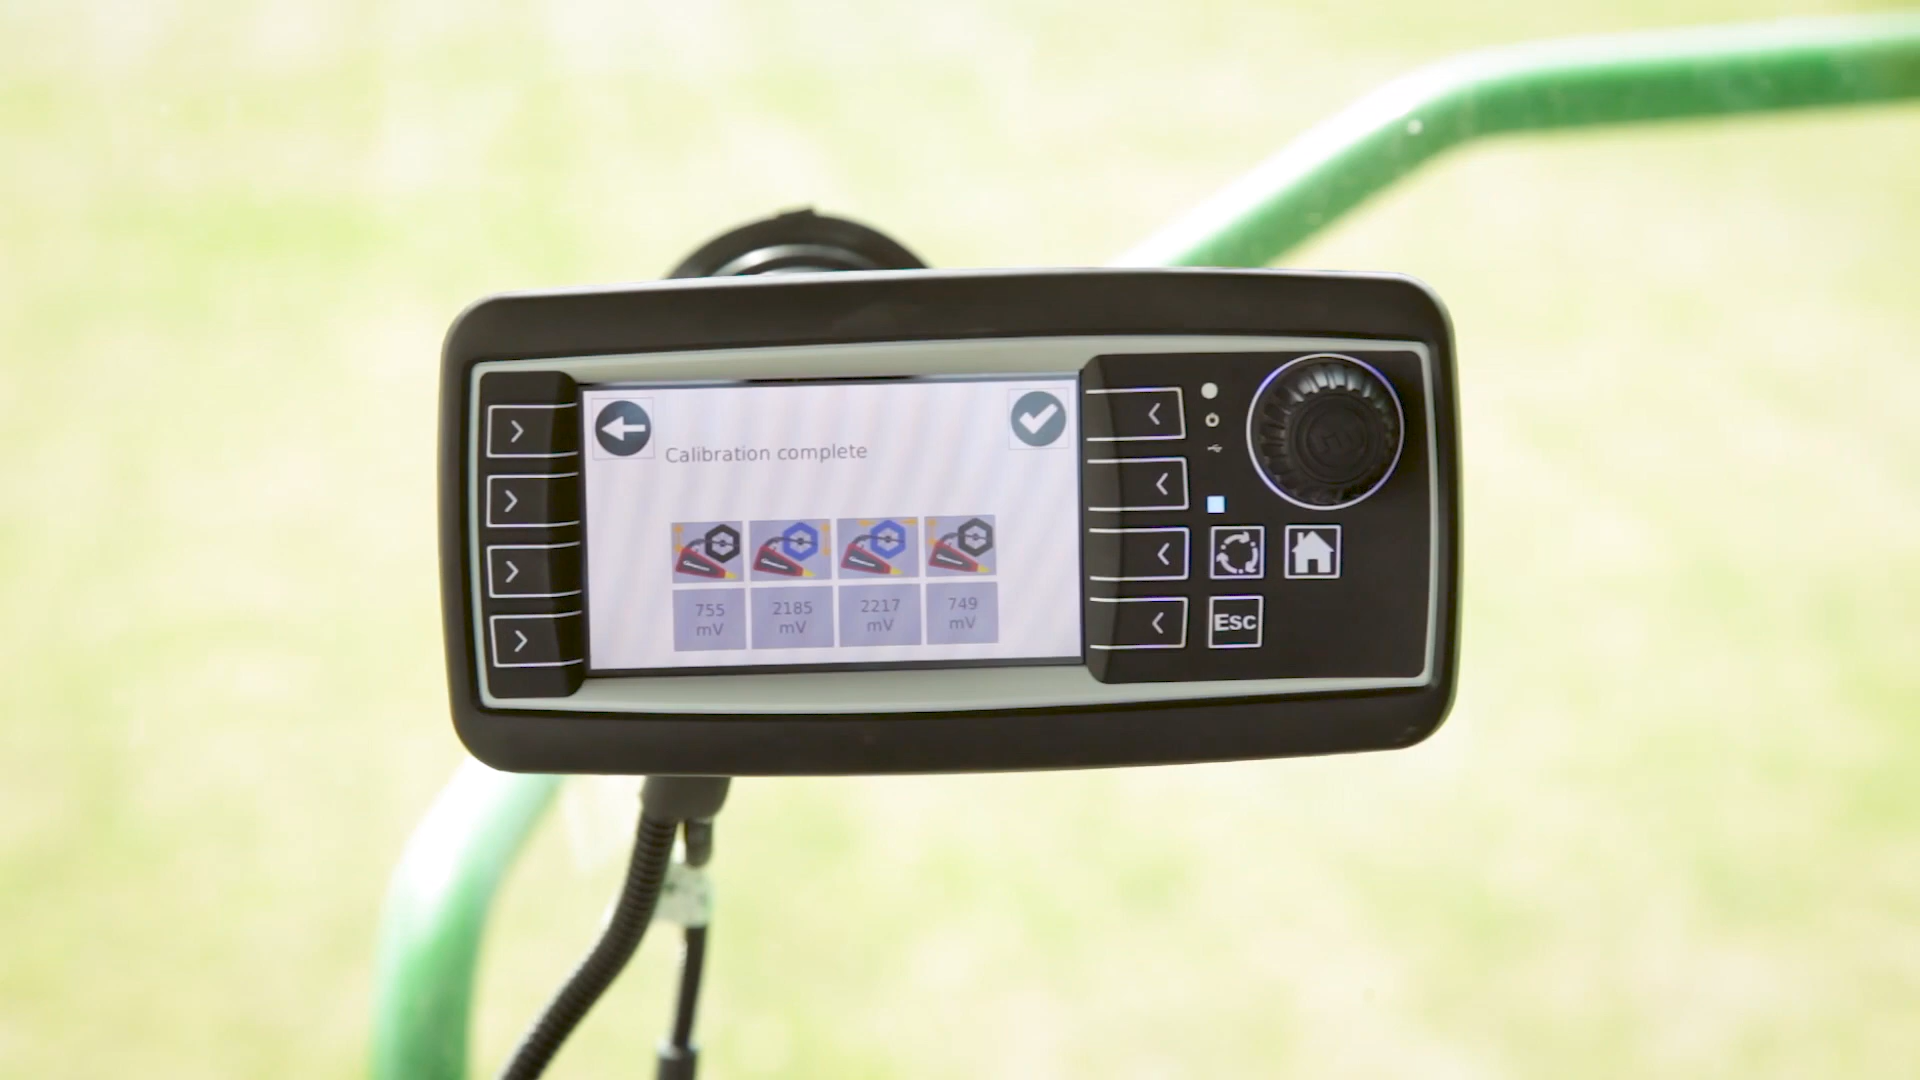 Calibration complete
755 mV
2185 mV
2217 mV
749 mV
Esc